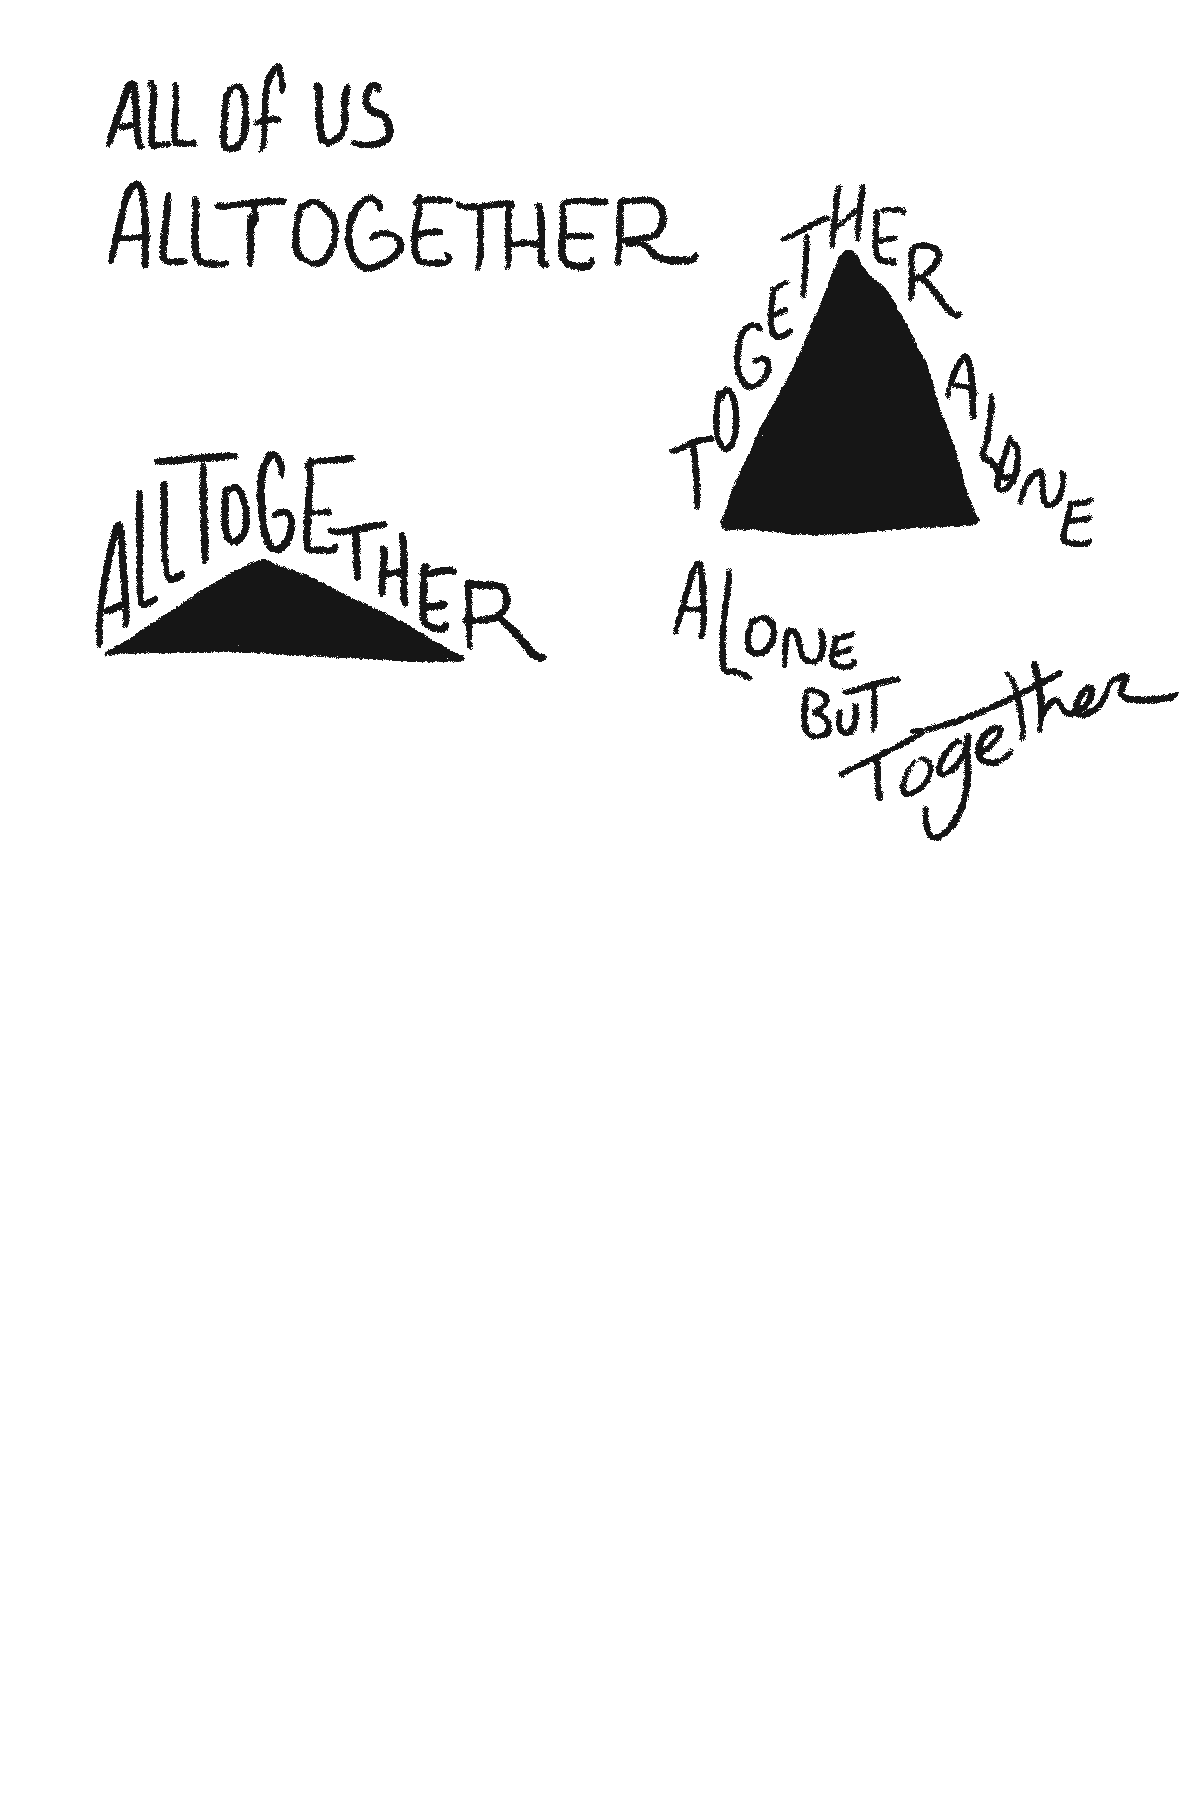 ALL Of US
ALLTOGETHER
TOGETHER ALONE
ALLTOGETHER
ALONE
BUT
Together